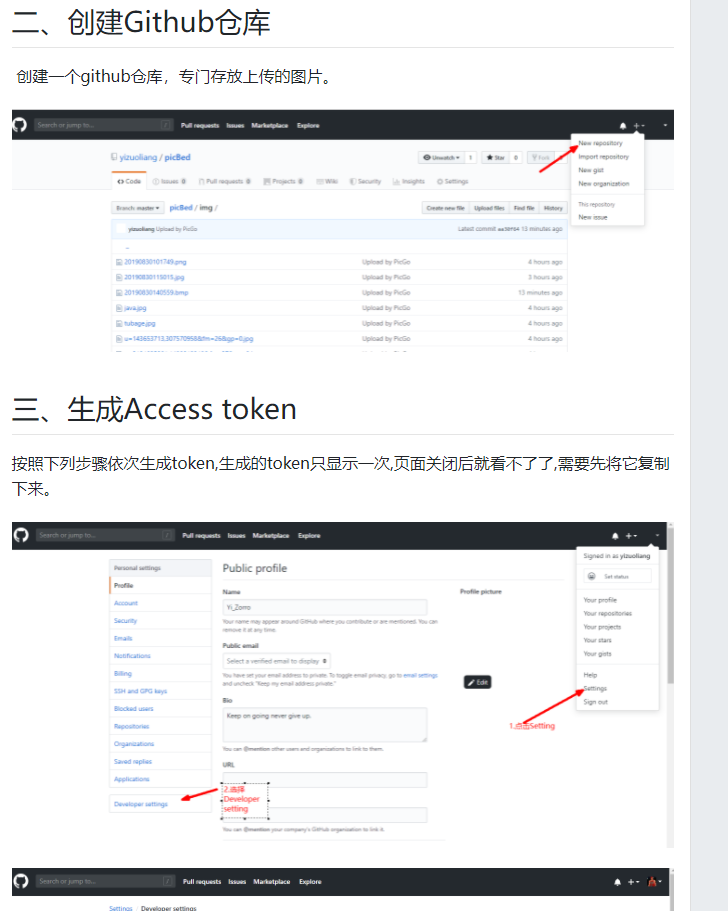 二、创建Github仓库
创建一个github仓库，专门存放上传的图片。
Search or jump to... / Pull requests Issues Marketplace Explore
New repository
Import repository
New gist
New organization
This repository
New issue
yizuoliang / picBed
Unwatch 1 Star 0 Fork
Code Issues 0 Pull requests 0 Projects 0 Wiki Security Insights Settings
Branch: master picBed / img / Create new file Upload files Find file History
yizuoliang Upload by PicGo Latest commit 13 minutes ago
..
20190830101749.png Upload by PicGo 4 hours ago
20190830115015.jpg Upload by PicGo 3 hours ago
20190830140559.bmp Upload by PicGo 13 minutes ago
java.jpg Upload by PicGo 4 hours ago
tubage.jpg Upload by PicGo 4 hours ago
u=143653713,307570958&fm=26&gp=0.jpg Upload by PicGo 4 hours ago
三、生成Access token
按照下列步骤依次生成token,生成的token只显示一次,页面关闭后就看不了了,需要先将它复制
下来。
Search or jump to... / Pull requests Issues Marketplace Explore
Signed in as yizuoliang
Set status
Your profile
Your repositories
Your projects
Your stars
Your gists
Help
Settings
Sign out
1.点击Setting
Personal settings
Profile
Account
Security
Emails
Notifications
Billing
SSH and GPG keys
Blocked users
Repositories
Organizations
Saved replies
Applications
Developer settings
Public profile
Name
Yi_Zomo
Your name may appear around GitHub where you contribute or are mentioned. You can
remove it at any time.
Public email
Select a verified email to display
You have set your email address to private. To toggle email privacy, go to email settings
and uncheck "Keep my email address private."
Bio
Keep on going never give up.
You can @mention other users and organizations to link to them.
URL
2.选择
Developer
setting
You can @mention your company's GitHub organization to link it.
Profile picture
Edit
Search or jump to... / Pull requests Issues Marketplace Explore
Settings / Developer settings